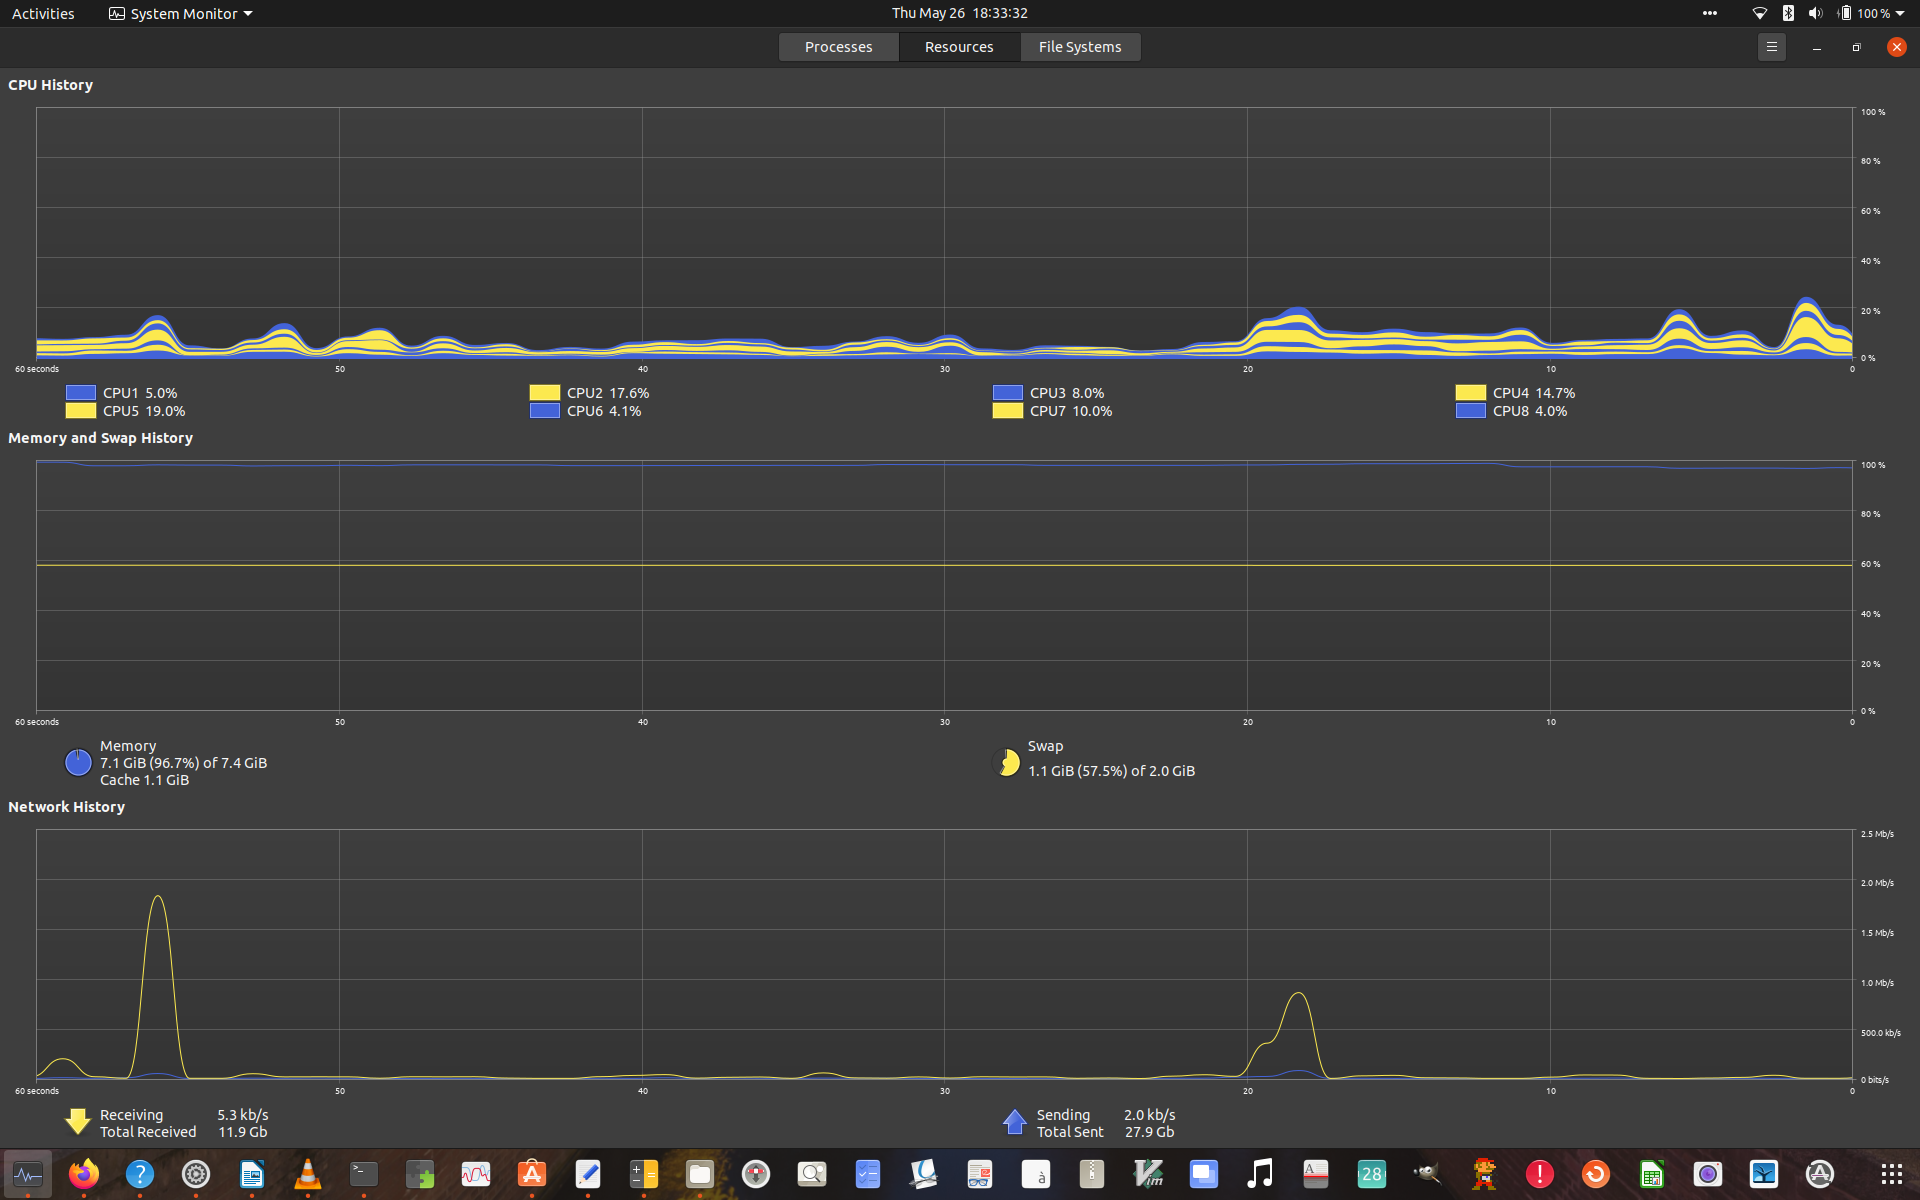 Activities System Monitor Thu May 26 18:33:32 100 %
Processes Resources File Systems
CPU History
100 %
80 %
60 %
40 %
20 %
0 %
60 seconds 50 40 30 20 10 0
CPU1 5.0% CPU2 17.6% CPU3 8.0% CPU4 14.7%
CPU5 19.0% CPU6 4.1% CPU7 10.0% CPU8 4.0%
Memory and Swap History
100 %
80 %
60 %
40 %
20 %
0 %
60 seconds 50 40 30 20 10 0
Memory
7.1 GiB (96.7%) of 7.4 GiB
Cache 1.1 GiB
Swap
1.1 GiB (57.5%) of 2.0 GiB
Network History
2.5 Mb/s
2.0 Mb/s
1.5 Mb/s
1.0 Mb/s
500.0 kb/s
0 bits/s
60 seconds 50 40 30 20 10 0
Receiving 5.3 kb/s Sending 2.0 kb/s
Total Received 11.9 Gb Total Sent 27.9 Gb
? >_ A à Vim A 28 !